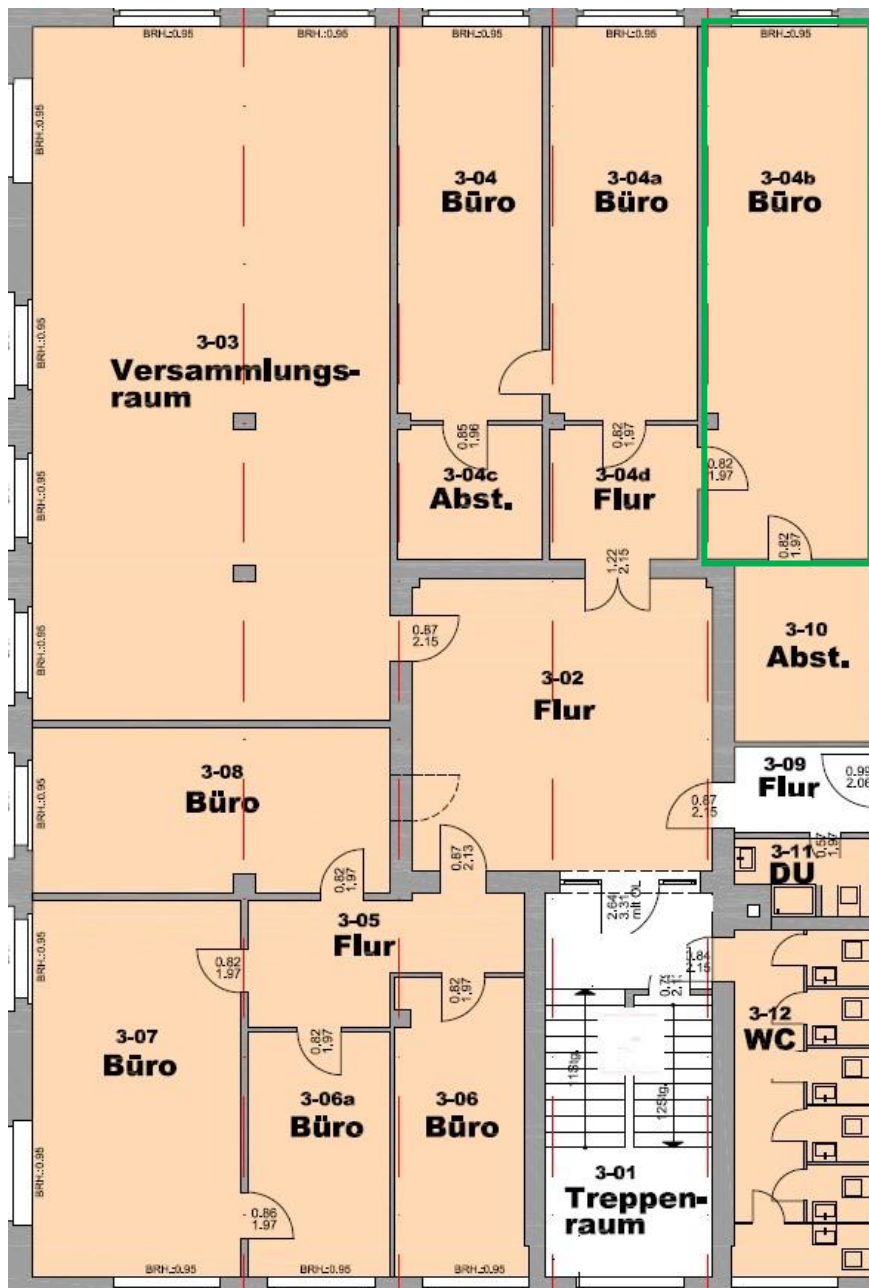 BRH.:0.95
BRH.:0.95
BRH.:0.95
BRH.:0.95
BRH.:0.95
BRH.:0.95
3-04
Büro
3-04a
Büro
3-04b
Büro
BRH.:0.95
3-03
Versammlungs-
raum
BRH.:0.95
0.85
1.96
0.82
1.97
3-04c
Abst.
3-04d
Flur
0.82
1.97
0.82
1.97
1.22
2.15
BRH.:0.95
0.87
2.15
3-10
Abst.
3-02
Flur
3-08
Büro
BRH.:0.95
3-09
Flur
0.99
2.06
0.87
2.15
0.87
2.13
0.57
1.97
3-11
DU
0.82
1.97
2.64
3.31
mit OL
3-05
Flur
BRH.:0.95
0.82
1.97
0.84
2.15
0.82
1.97
0.82
1.97
3-07
Büro
3-12
WC
11Stg.
12Stg.
3-06a
Büro
3-06
Büro
BRH.:0.95
3-01
Treppen-
raum
0.86
1.97
BRH.:0.95
BRH.:0.95